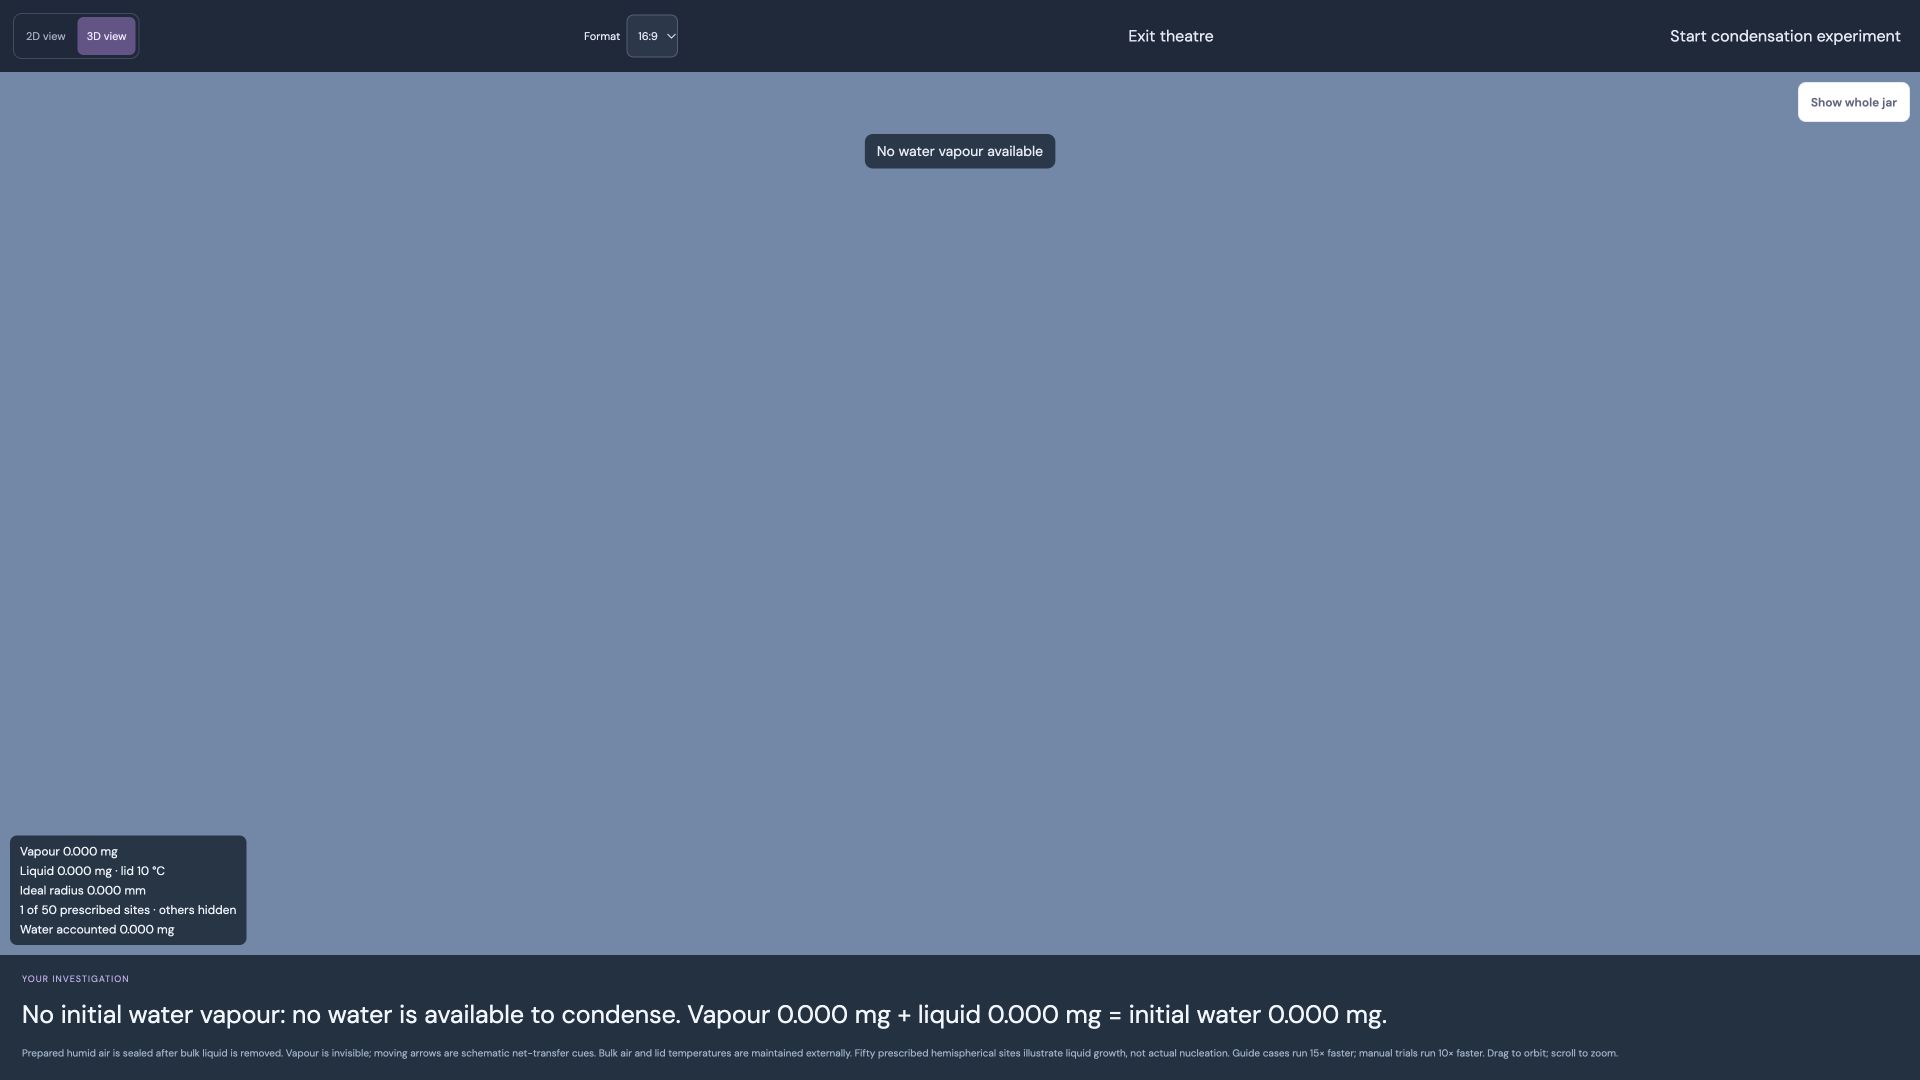 2D view
3D view
Format
16:9
Exit theatre
Start condensation experiment
Show whole jar
No water vapour available
Vapour 0.000 mg
Liquid 0.000 mg · lid 10 °C
Ideal radius 0.000 mm
1 of 50 prescribed sites · others hidden
Water accounted 0.000 mg
YOUR INVESTIGATION
No initial water vapour: no water is available to condense. Vapour 0.000 mg + liquid 0.000 mg = initial water 0.000 mg.
Prepared humid air is sealed after bulk liquid is removed. Vapour is invisible; moving arrows are schematic net-transfer cues. Bulk air and lid temperatures are maintained externally. Fifty prescribed hemispherical sites illustrate liquid growth, not actual nucleation. Guide cases run 15× faster; manual trials run 10× faster. Drag to orbit; scroll to zoom.